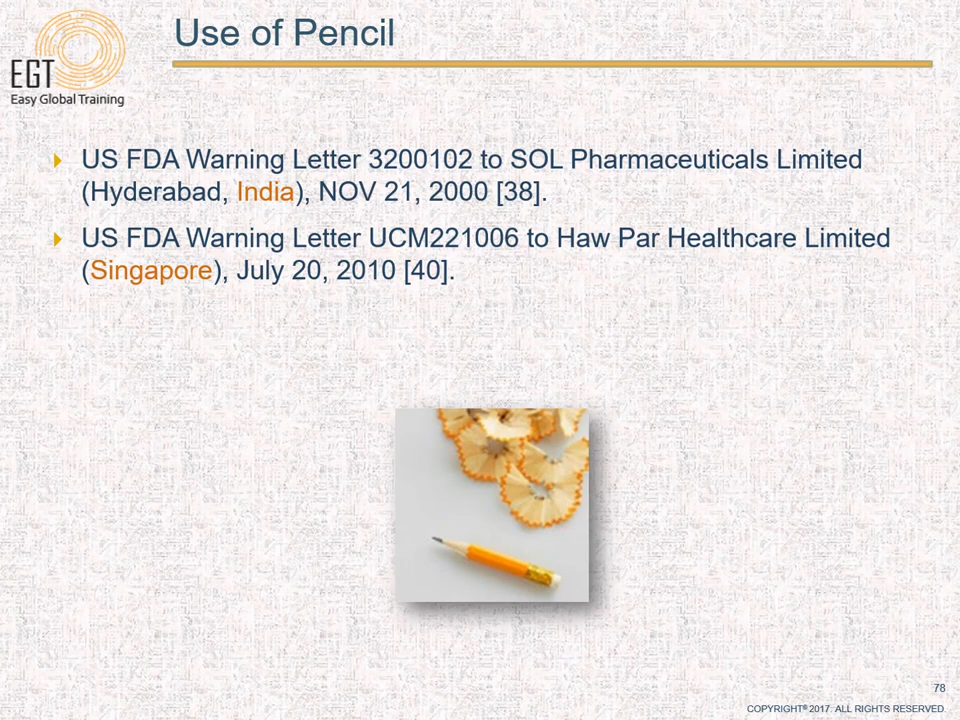 Use of Pencil
EGT
Easy Global Training
US FDA Warning Letter 3200102 to SOL Pharmaceuticals Limited
(Hyderabad, India), NOV 21, 2000 [38].
US FDA Warning Letter UCM221006 to Haw Par Healthcare Limited
(Singapore), July 20, 2010 [40].
78
COPYRIGHT® 2017. ALL RIGHTS RESERVED.